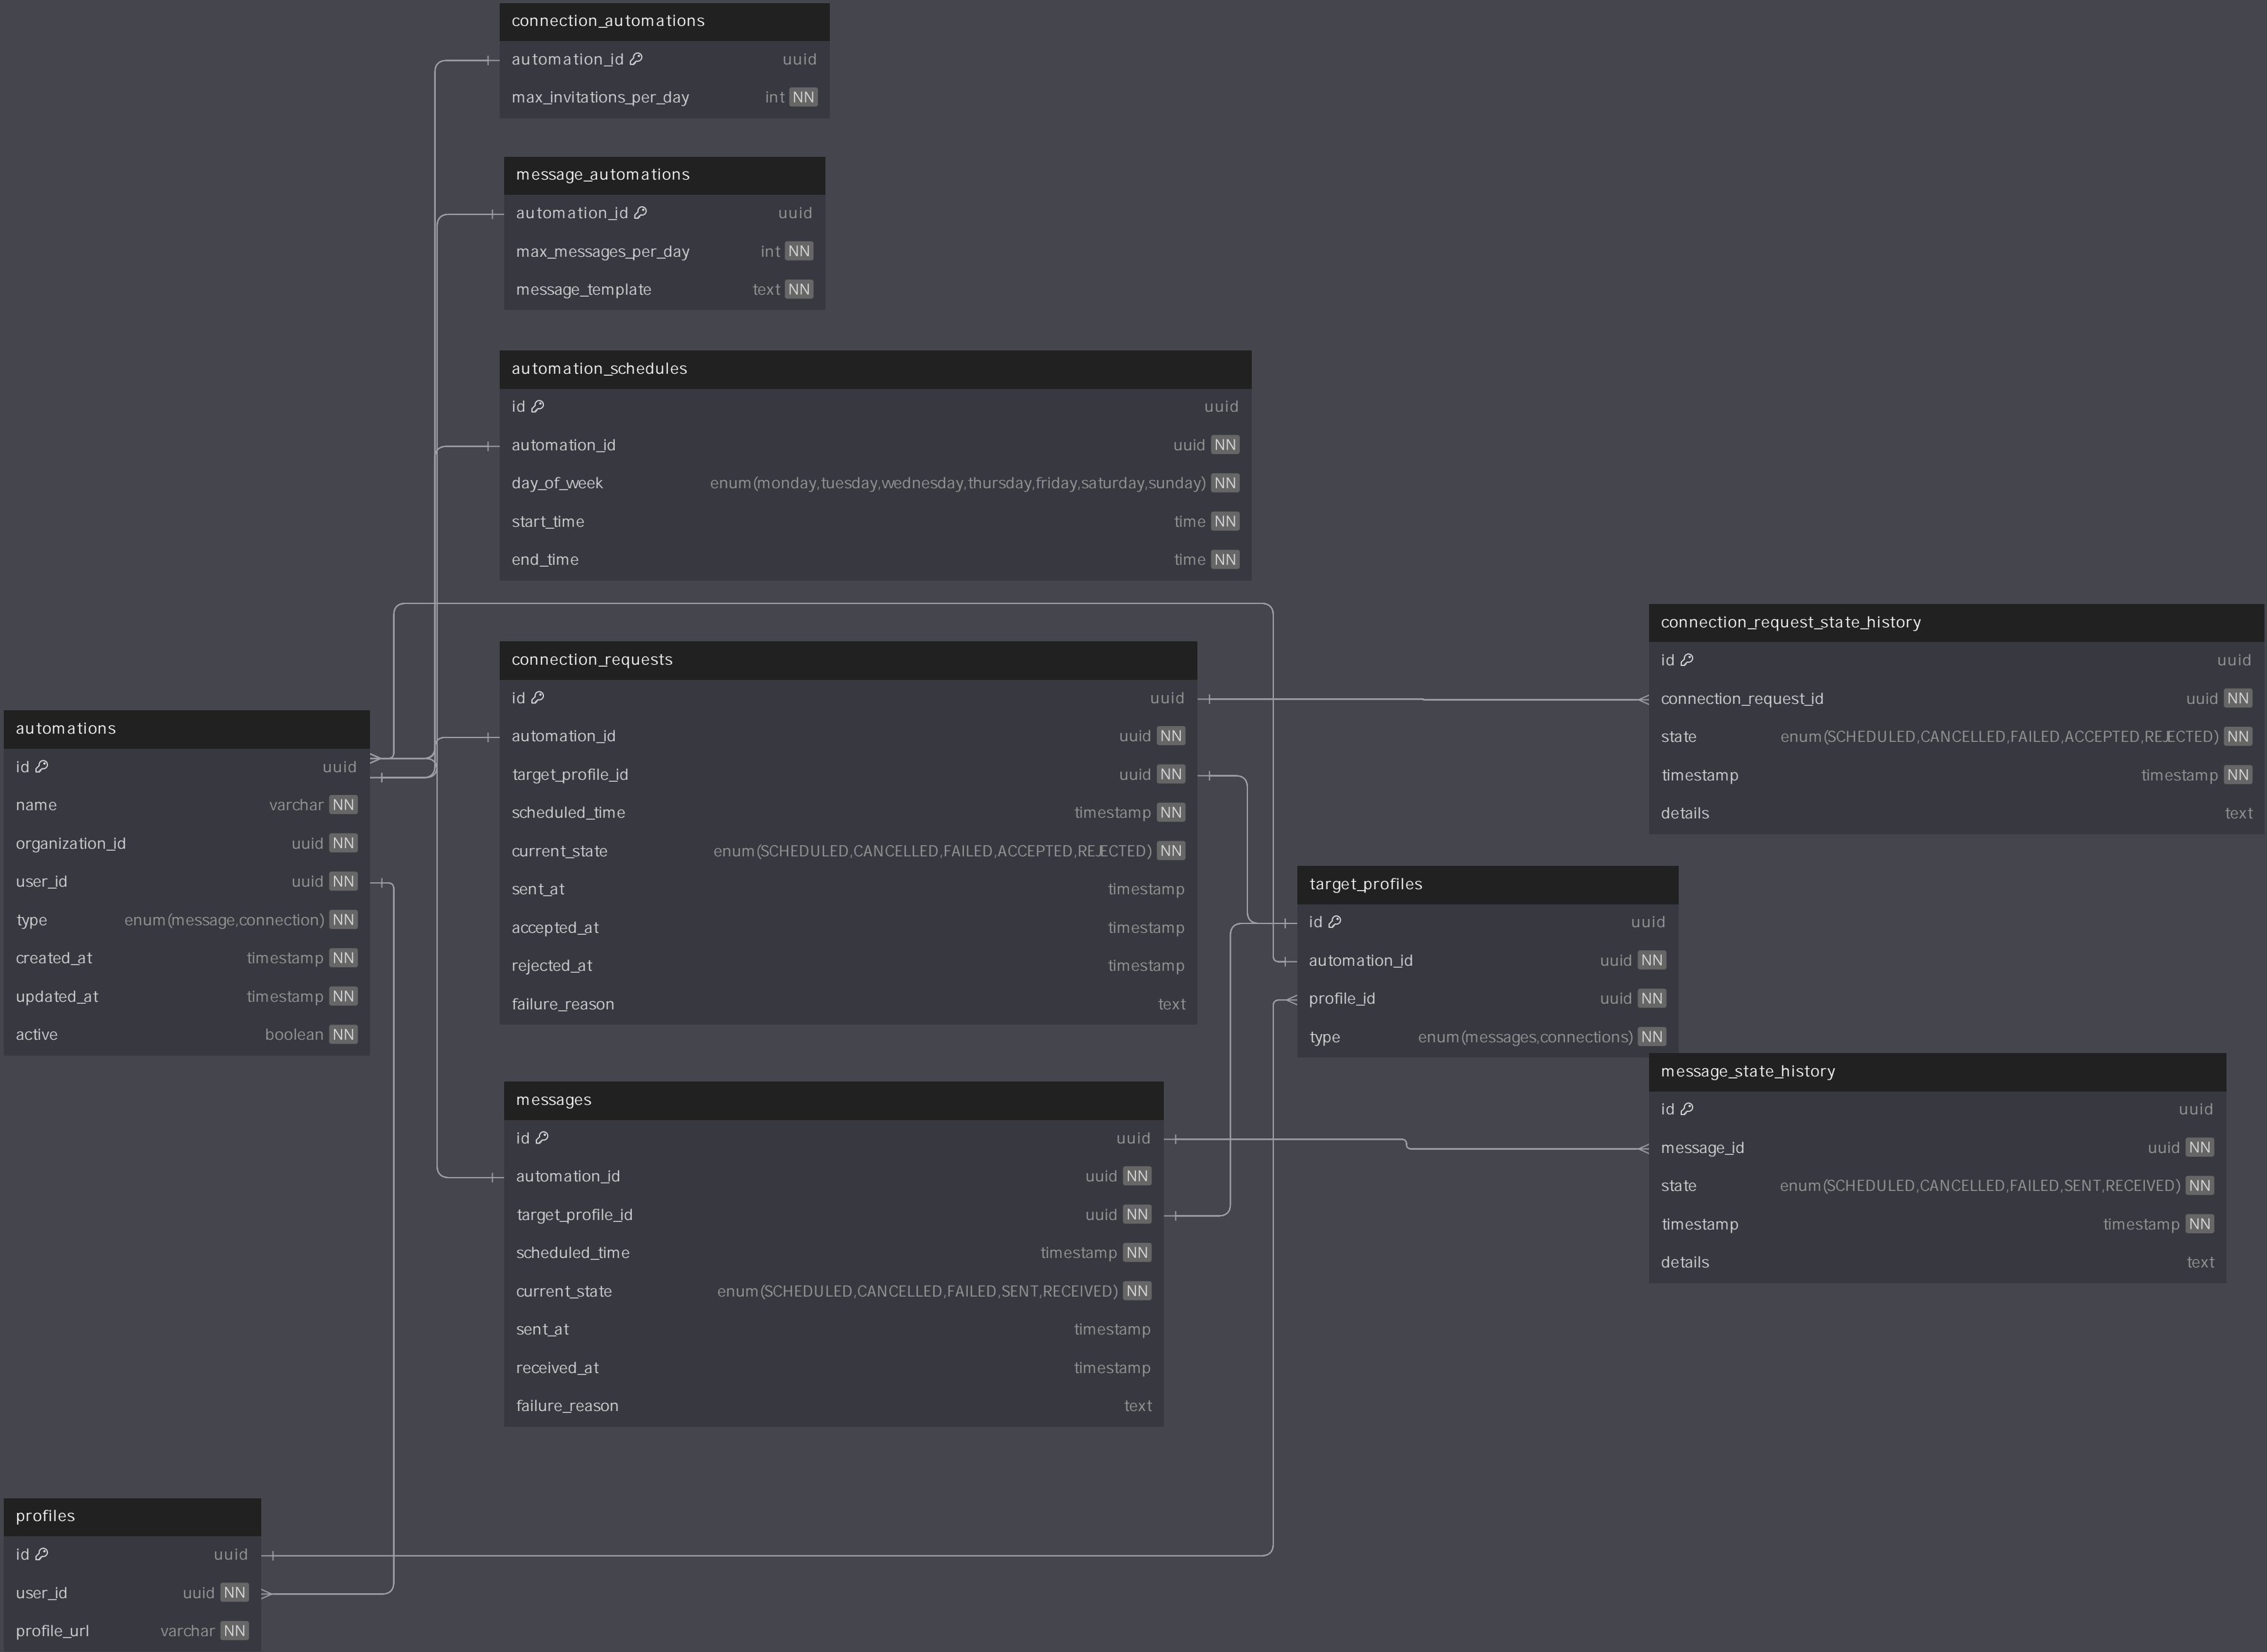 connection_automations
automation_id uuid
max_invitations_per_day int NN
message_automations
automation_id uuid
max_messages_per_day int NN
message_template text NN
automation_schedules
id uuid
automation_id uuid NN
day_of_week enum(monday,tuesday,wednesday,thursday,friday,saturday,sunday) NN
start_time time NN
end_time time NN
connection_requests
id uuid
automation_id uuid NN
target_profile_id uuid NN
scheduled_time timestamp NN
current_state enum(SCHEDULED,CANCELLED,FAILED,ACCEPTED,REJECTED) NN
sent_at timestamp
accepted_at timestamp
rejected_at timestamp
failure_reason text
connection_request_state_history
id uuid
connection_request_id uuid NN
state enum(SCHEDULED,CANCELLED,FAILED,ACCEPTED,REJECTED) NN
timestamp timestamp NN
details text
automations
id uuid
name varchar NN
organization_id uuid NN
user_id uuid NN
type enum(message,connection) NN
created_at timestamp NN
updated_at timestamp NN
active boolean NN
target_profiles
id uuid
automation_id uuid NN
profile_id uuid NN
type enum(messages,connections) NN
message_state_history
id uuid
message_id uuid NN
state enum(SCHEDULED,CANCELLED,FAILED,SENT,RECEIVED) NN
timestamp timestamp NN
details text
messages
id uuid
automation_id uuid NN
target_profile_id uuid NN
scheduled_time timestamp NN
current_state enum(SCHEDULED,CANCELLED,FAILED,SENT,RECEIVED) NN
sent_at timestamp
received_at timestamp
failure_reason text
profiles
id uuid
user_id uuid NN
profile_url varchar NN